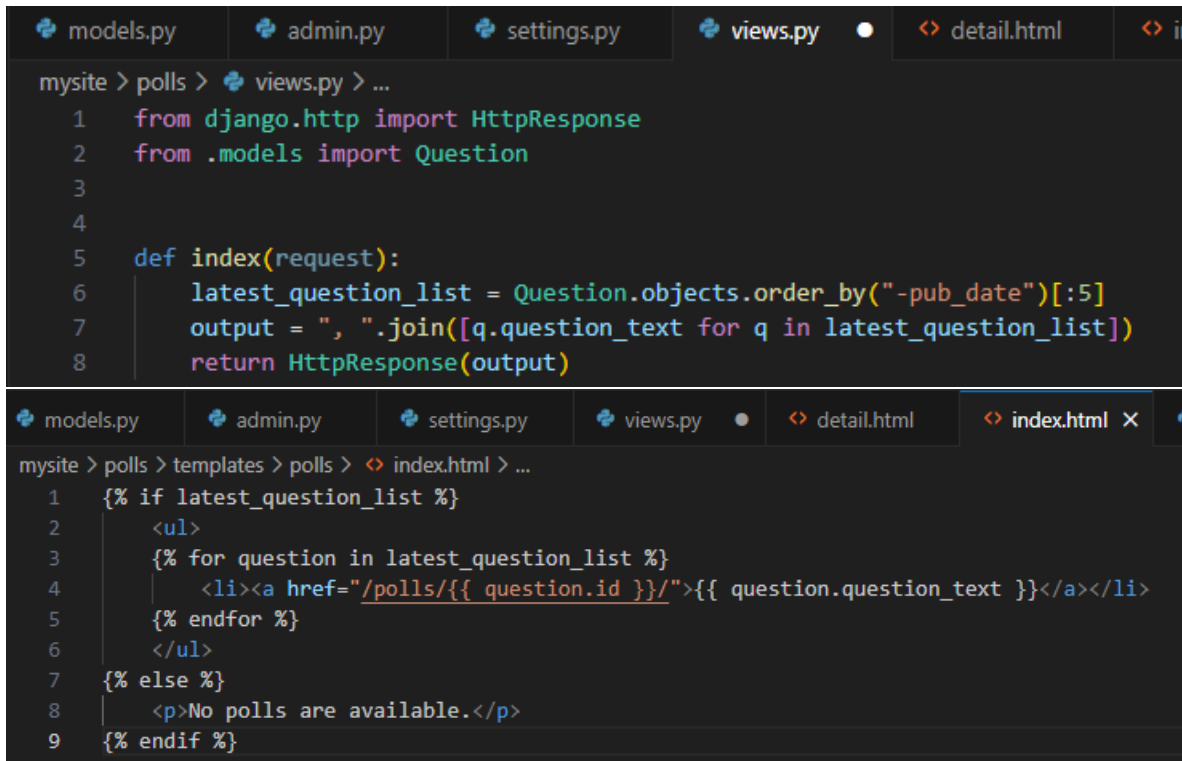 models.py admin.py settings.py views.py detail.html
mysite > polls > views.py > ...
1 from django.http import HttpResponse
2 from .models import Question
3
4
5 def index(request):
6     latest_question_list = Question.objects.order_by("-pub_date")[:5]
7     output = ", ".join([q.question_text for q in latest_question_list])
8     return HttpResponse(output)
models.py admin.py settings.py views.py detail.html index.html
mysite > polls > templates > polls > index.html > ...
1 {% if latest_question_list %}
2     <ul>
3     {% for question in latest_question_list %}
4         <li><a href="/polls/{{ question.id }}/">{{ question.question_text }}</a></li>
5     {% endfor %}
6     </ul>
7 {% else %}
8     <p>No polls are available.</p>
9 {% endif %}